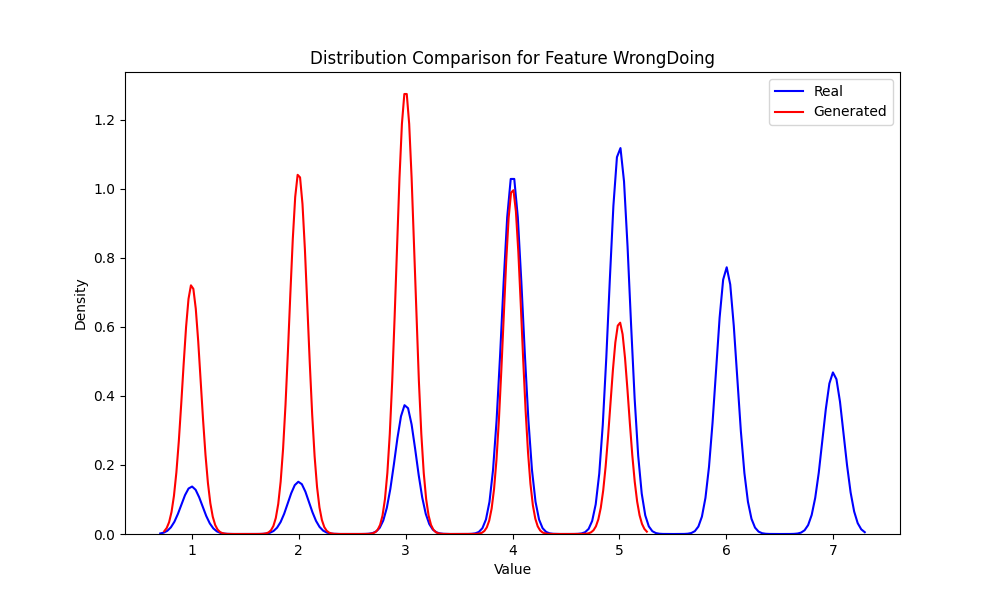 Distribution Comparison for Feature WrongDoing
Real
Generated
Density
1.2
1.0
0.8
0.6
0.4
0.2
0.0
1 2 3 4 5 6 7
Value